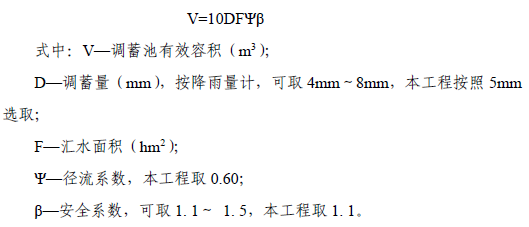 V=10DFΨβ
式中：V—调蓄池有效容积（m³）；
D—调蓄量（mm），按降雨量计，可取 4mm～8mm，本工程按照 5mm
选取；
F—汇水面积（hm²）；
Ψ—径流系数，本工程取 0.60；
β—安全系数，可取 1.1～ 1.5，本工程取 1.1。